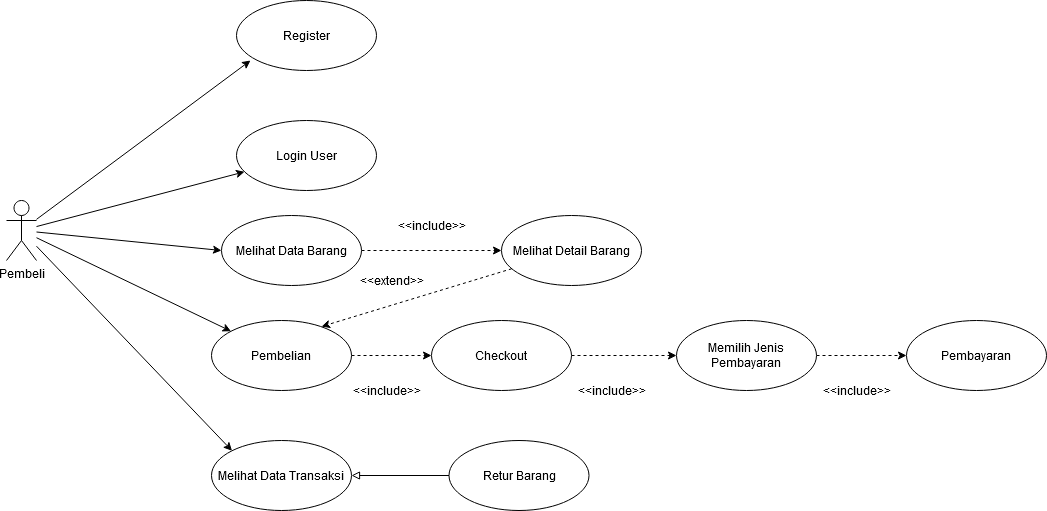 Register
Login User
Pembeli
Melihat Data Barang
<<include>>
Melihat Detail Barang
<<extend>>
Pembelian
<<include>>
Checkout
<<include>>
Memilih Jenis
Pembayaran
<<include>>
Pembayaran
Melihat Data Transaksi
Retur Barang